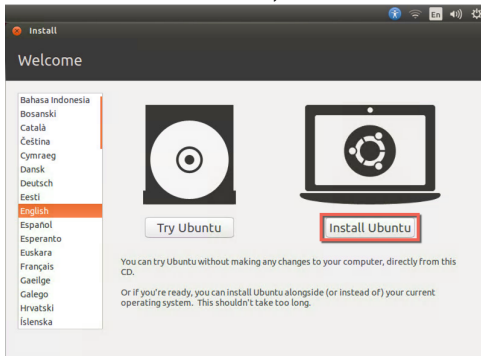 En
Install
Welcome
Bahasa Indonesia
Bosanski
Català
Čeština
Cymraeg
Dansk
Deutsch
Eesti
English
Español
Esperanto
Euskara
Français
Gaeilge
Galego
Hrvatski
Íslenska
Try Ubuntu
Install Ubuntu
You can try Ubuntu without making any changes to your computer, directly from this
CD.
Or if you're ready, you can install Ubuntu alongside (or instead of) your current
operating system. This shouldn't take too long.